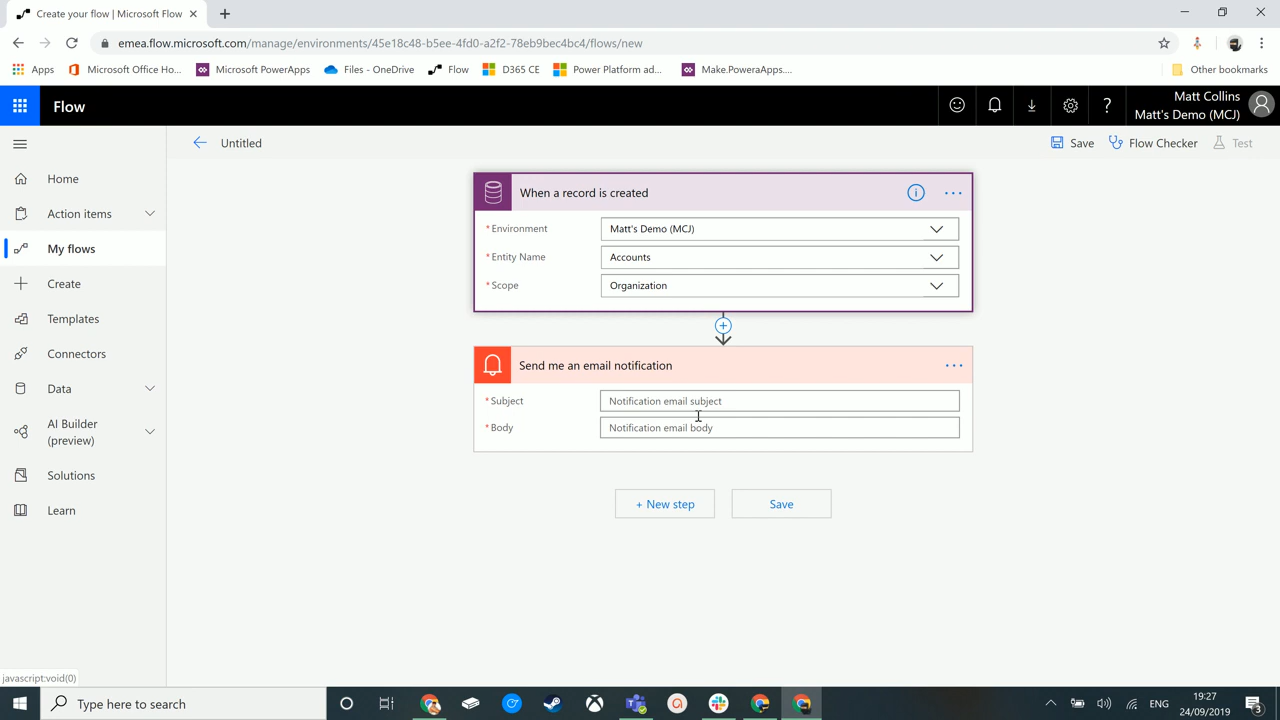 Create your flow | Microsoft Flow
emea.flow.microsoft.com/manage/environments/45e18c48-b5ee-4fd0-a2f2-78eb9bec4bc4/flows/new
Apps
Microsoft Office Ho...
Microsoft PowerApps
Files - OneDrive
Flow
D365 CE
Power Platform ad...
Make.PoweraApps....
Other bookmarks
Flow
?
Matt Collins
Matt's Demo (MCJ)
Untitled
Save
Flow Checker
Test
Home
Action items
My flows
Create
Templates
Connectors
Data
AI Builder
(preview)
Solutions
Learn
When a record is created
* Environment
Matt's Demo (MCJ)
* Entity Name
Accounts
* Scope
Organization
Send me an email notification
* Subject
Notification email subject
* Body
Notification email body
+ New step
Save
javascript:void(0)
Type here to search
ENG
19:27
24/09/2019
3